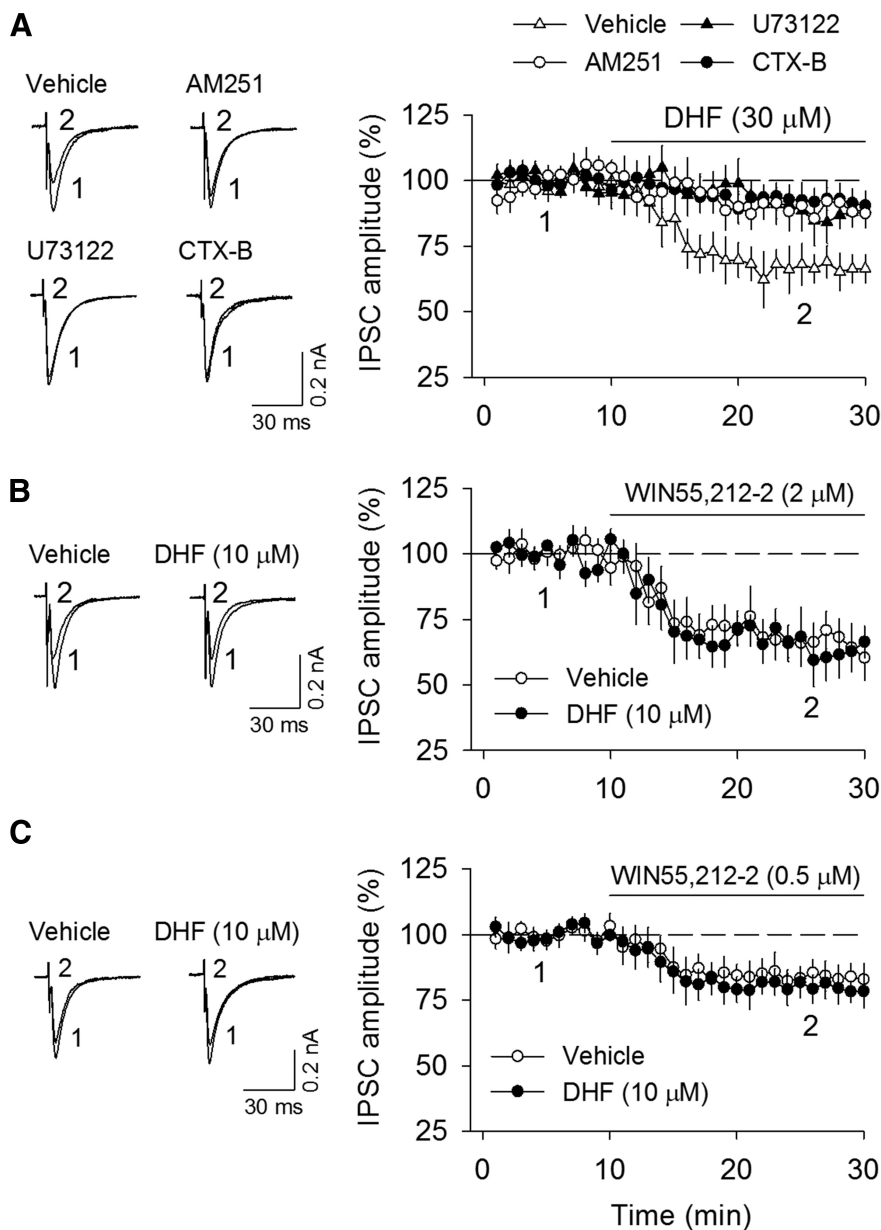 A
Vehicle
U73122
AM251
CTX-B
Vehicle
AM251
2
2
1
1
U73122
CTX-B
2
2
1
1
0.2 nA
30 ms
IPSC amplitude (%)
125
100
75
50
25
DHF (30 µM)
1
2
0
10
20
30
B
Vehicle
DHF (10 µM)
2
2
1
1
0.2 nA
30 ms
IPSC amplitude (%)
125
100
75
50
25
WIN55,212-2 (2 µM)
1
2
Vehicle
DHF (10 µM)
0
10
20
30
C
Vehicle
DHF (10 µM)
2
2
1
1
0.2 nA
30 ms
IPSC amplitude (%)
125
100
75
50
25
WIN55,212-2 (0.5 µM)
1
2
Vehicle
DHF (10 µM)
0
10
20
30
Time (min)